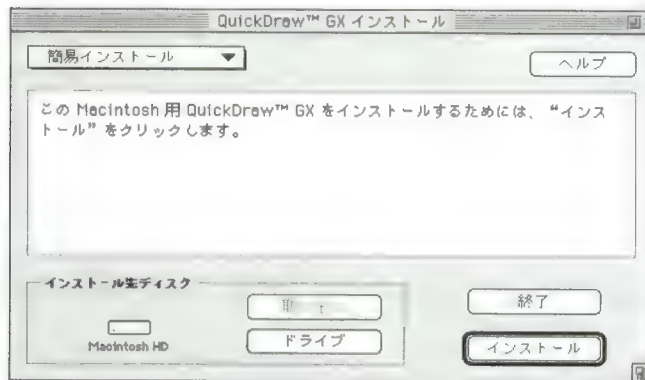 QuickDraw™ GX インストール
簡易インストール
ヘルプ
この Macintosh 用 QuickDraw™ GX をインストールするためには、“インス
トール”をクリックします。
インストール先ディスク
Macintosh HD
ドライブ
終了
インストール